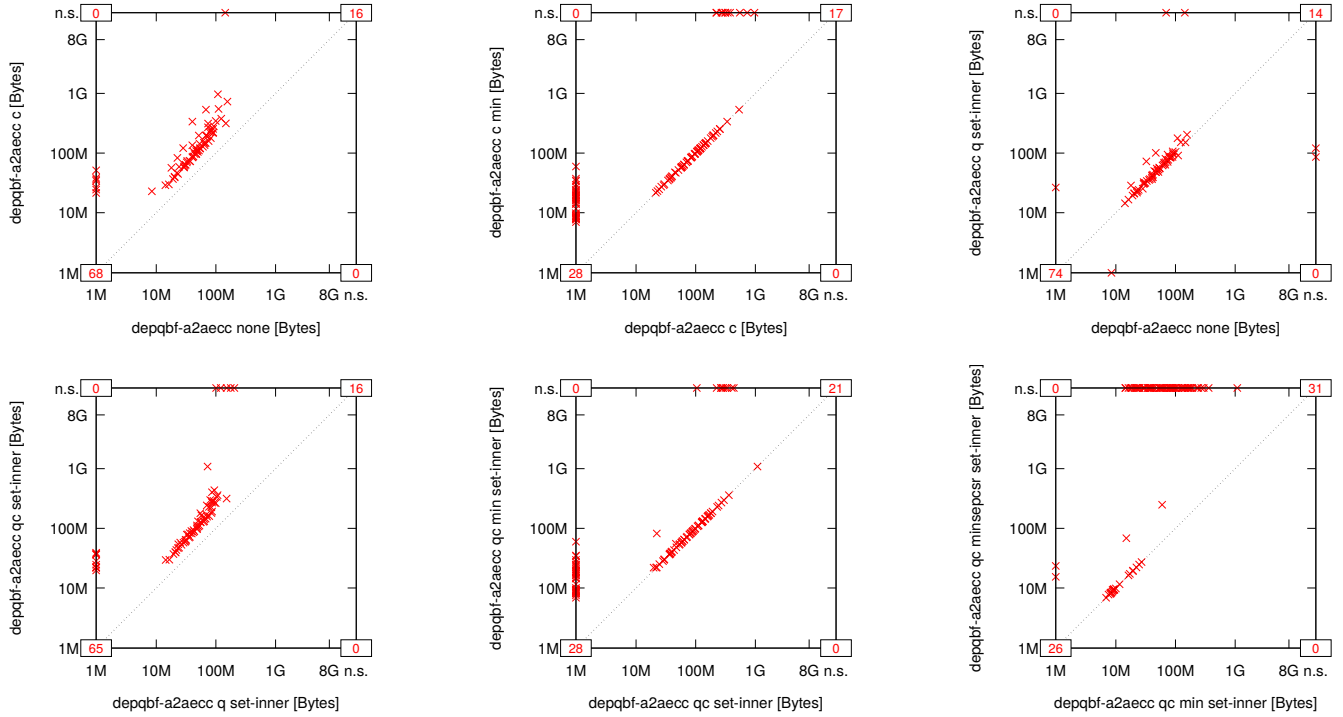 n.s. 0 16
8G
1G
100M
10M
1M 68 0
1M 10M 100M 1G 8G n.s.
depqbf-a2aecc c [Bytes]
depqbf-a2aecc none [Bytes]
n.s. 0 17
8G
1G
100M
10M
1M 28 0
1M 10M 100M 1G 8G n.s.
depqbf-a2aecc c min [Bytes]
depqbf-a2aecc c [Bytes]
n.s. 0 14
8G
1G
100M
10M
1M 74 0
1M 10M 100M 1G 8G n.s.
depqbf-a2aecc q set-inner [Bytes]
depqbf-a2aecc none [Bytes]
n.s. 0 16
8G
1G
100M
10M
1M 65 0
1M 10M 100M 1G 8G n.s.
depqbf-a2aecc qc set-inner [Bytes]
depqbf-a2aecc q set-inner [Bytes]
n.s. 0 21
8G
1G
100M
10M
1M 28 0
1M 10M 100M 1G 8G n.s.
depqbf-a2aecc qc min set-inner [Bytes]
depqbf-a2aecc qc set-inner [Bytes]
n.s. 0 31
8G
1G
100M
10M
1M 26 0
1M 10M 100M 1G 8G n.s.
depqbf-a2aecc qc minsepcsr set-inner [Bytes]
depqbf-a2aecc qc min set-inner [Bytes]